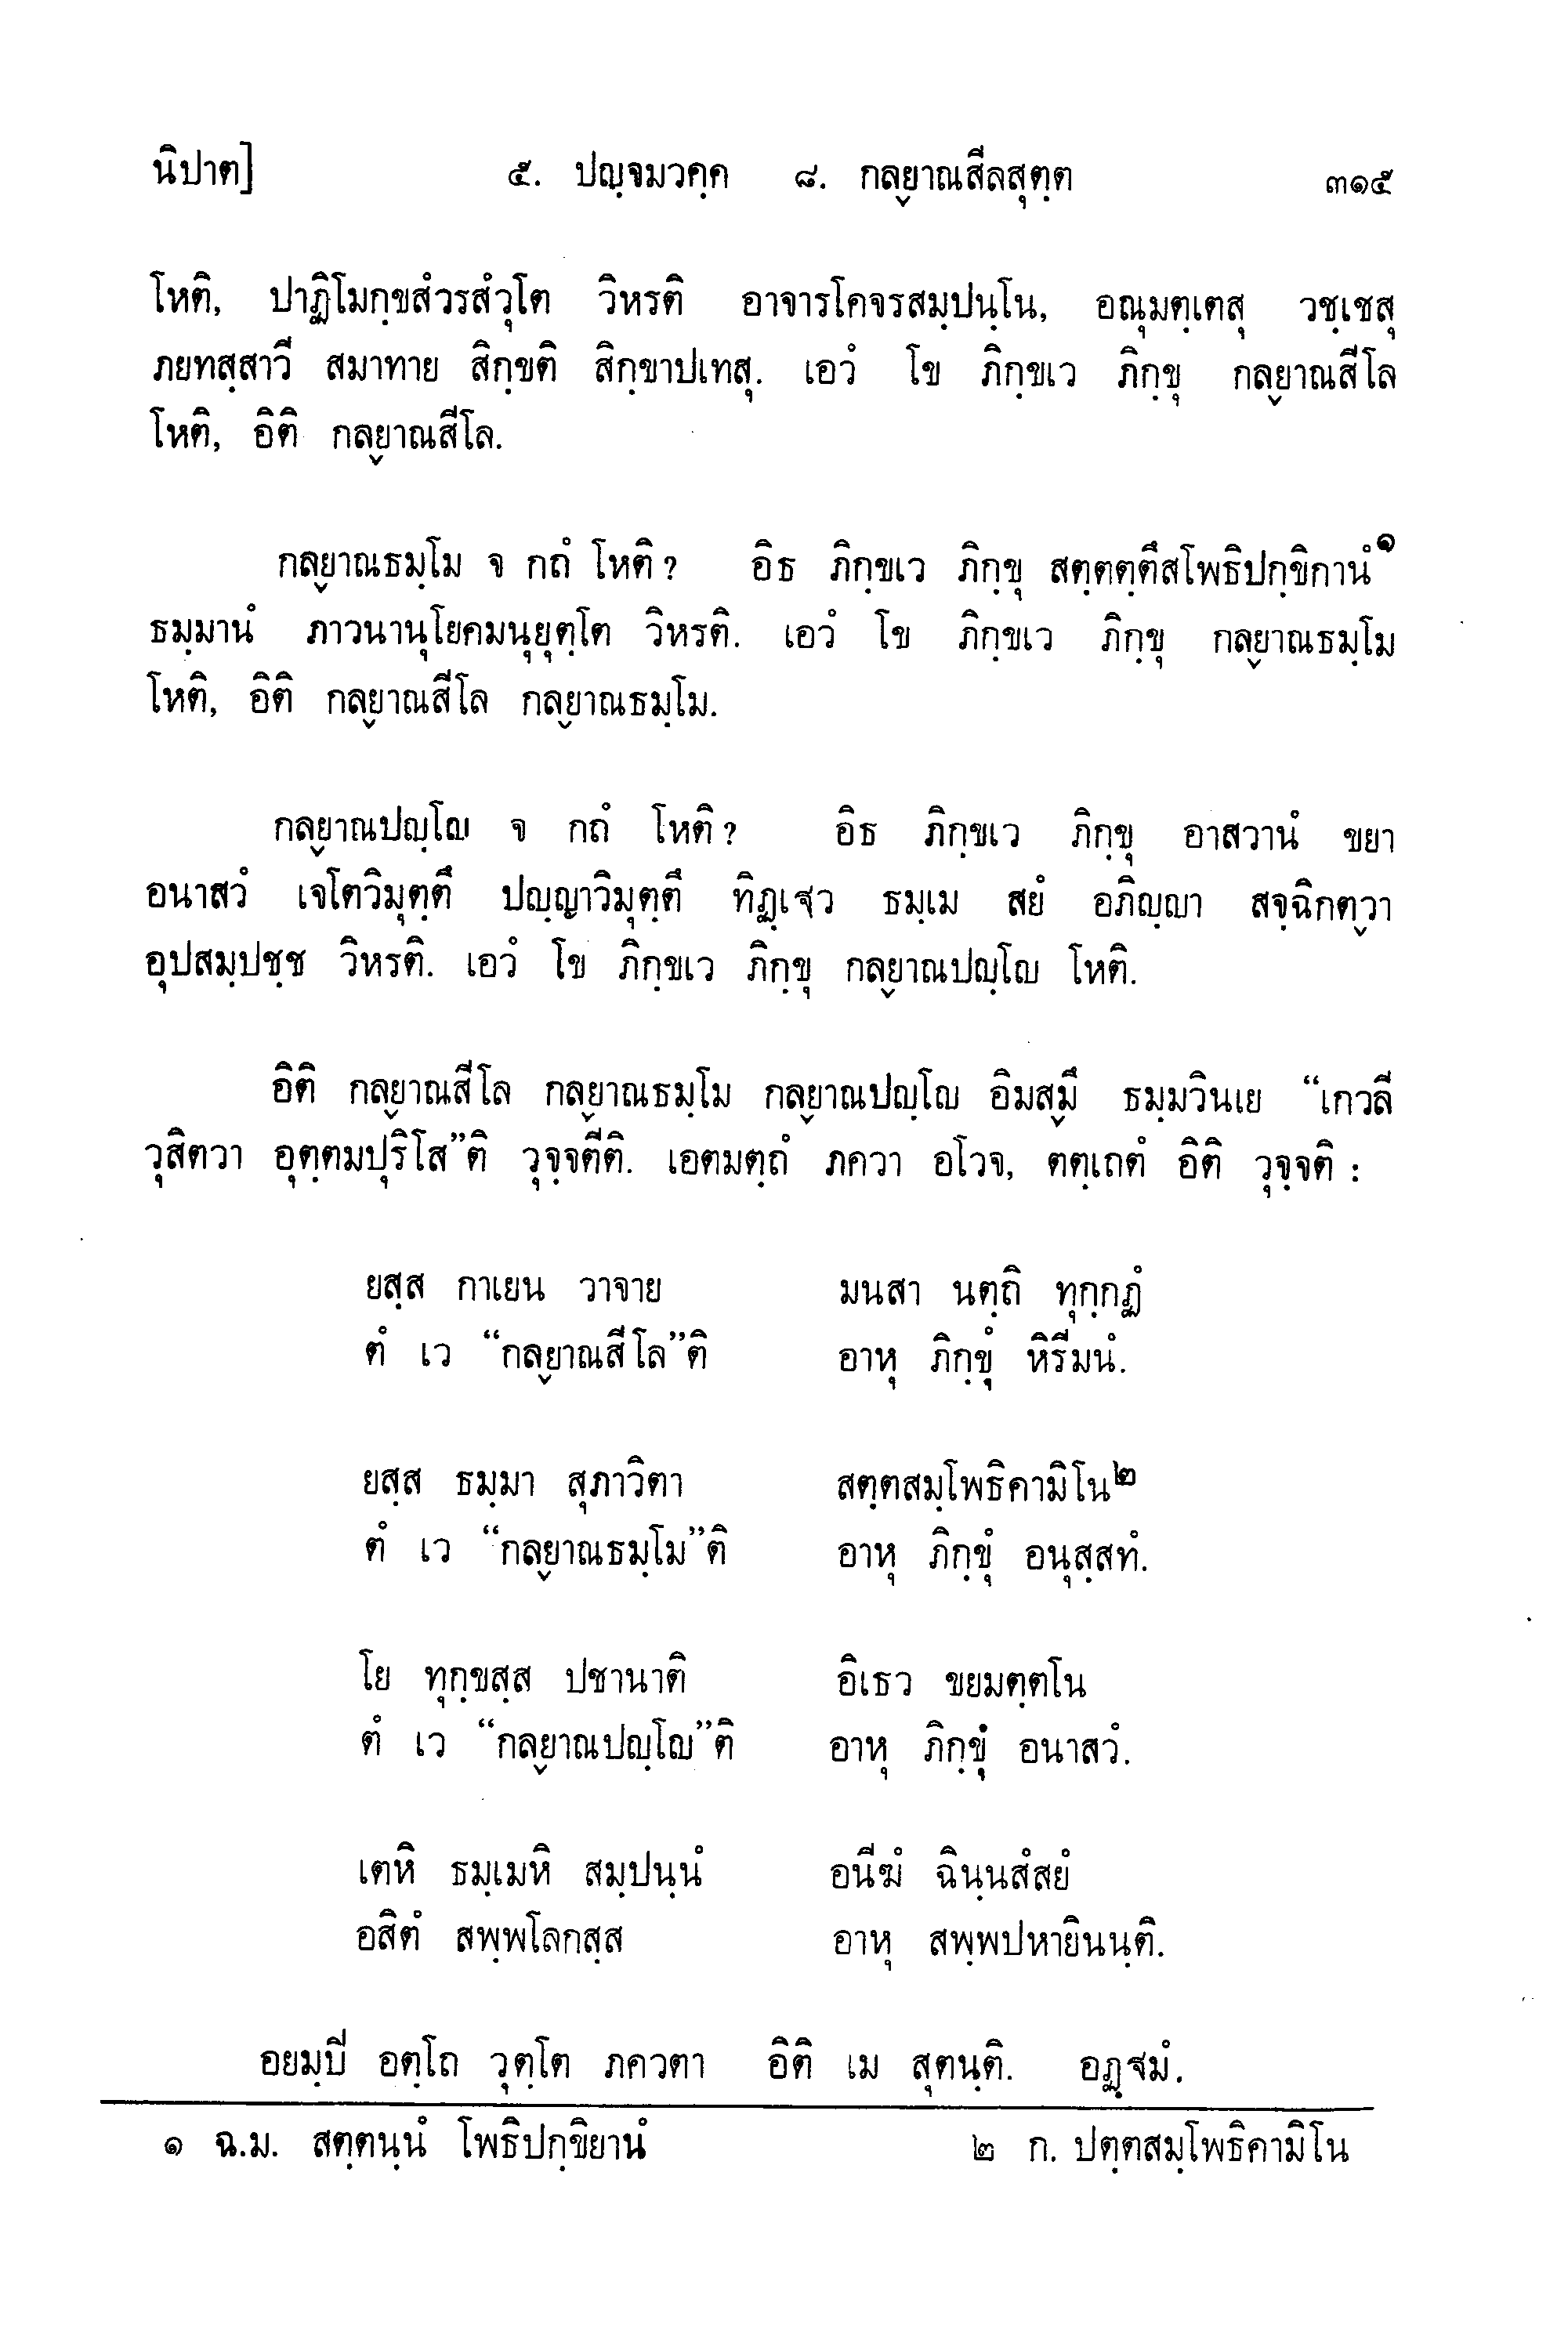 นิปาต]   ๕. ปญฺจมวคฺค   ๘. กลฺยาณสีลสุตฺต   ๓๑๕
โหติ, ปาฏิโมกฺขสํวรสํวุโต วิหรติ อาจารโคจรสมฺปนฺโน, อณุมตฺเตสุ วชฺเชสุ
ภยทสฺสาวี สมาทาย สิกฺขติ สิกฺขาปเทสุ. เอวํ โข ภิกฺขเว ภิกฺขุ กลฺยาณสีโล
โหติ, อิติ กลฺยาณสีโล.
กลฺยาณธมฺโม จ กถํ โหติ? อิธ ภิกฺขเว ภิกฺขุ สตฺตตฺตึสโพธิปกฺขิกานํ๑
ธมฺมานํ ภาวนานุโยคมนุยุตฺโต วิหรติ. เอวํ โข ภิกฺขเว ภิกฺขุ กลฺยาณธมฺโม
โหติ, อิติ กลฺยาณสีโล กลฺยาณธมฺโม.
กลฺยาณปญฺโญ จ กถํ โหติ? อิธ ภิกฺขเว ภิกฺขุ อาสวานํ ขยา
อนาสวํ เจโตวิมุตฺตึ ปญฺญาวิมุตฺตึ ทิฏฺเฐว ธมฺเม สยํ อภิญฺญา สจฺฉิกตฺวา
อุปสมฺปชฺช วิหรติ. เอวํ โข ภิกฺขเว ภิกฺขุ กลฺยาณปญฺโญ โหติ.
อิติ กลฺยาณสีโล กลฺยาณธมฺโม กลฺยาณปญฺโญ อิมสฺมึ ธมฺมวินเย “เกวลี
วุสิตวา อุตฺตมปุริโส”ติ วุจฺจตีติ. เอตมตฺถํ ภควา อโวจ, ตตฺเถตํ อิติ วุจฺจติ :
ยสฺส กาเยน วาจาย   มนสา นตฺถิ ทุกฺกฏํ
ตํ เว “กลฺยาณสีโล”ติ   อาหุ ภิกฺขุํ หิรีมนํ.
ยสฺส ธมฺมา สุภาวิตา   สตฺตสมฺโพธิคามิโน๒
ตํ เว “กลฺยาณธมฺโม”ติ   อาหุ ภิกฺขุํ อนุสฺสทํ.
โย ทุกฺขสฺส ปชานาติ   อิเธว ขยมตฺตโน
ตํ เว “กลฺยาณปญฺโญ”ติ   อาหุ ภิกฺขุํ อนาสวํ.
เตหิ ธมฺเมหิ สมฺปนฺนํ   อนีฆํ ฉินฺนสํสยํ
อสิตํ สพฺพโลกสฺส   อาหุ สพฺพปหายินนฺติ.
อยมฺบี อตฺโถ วุตฺโต ภควตา อิติ เม สุตนฺติ. อฏฺฐมํ.
๑ ฉ.ม. สตฺตนฺนํ โพธิปกฺขิยานํ   ๒ ก. ปตฺตสมฺโพธิคามิโน